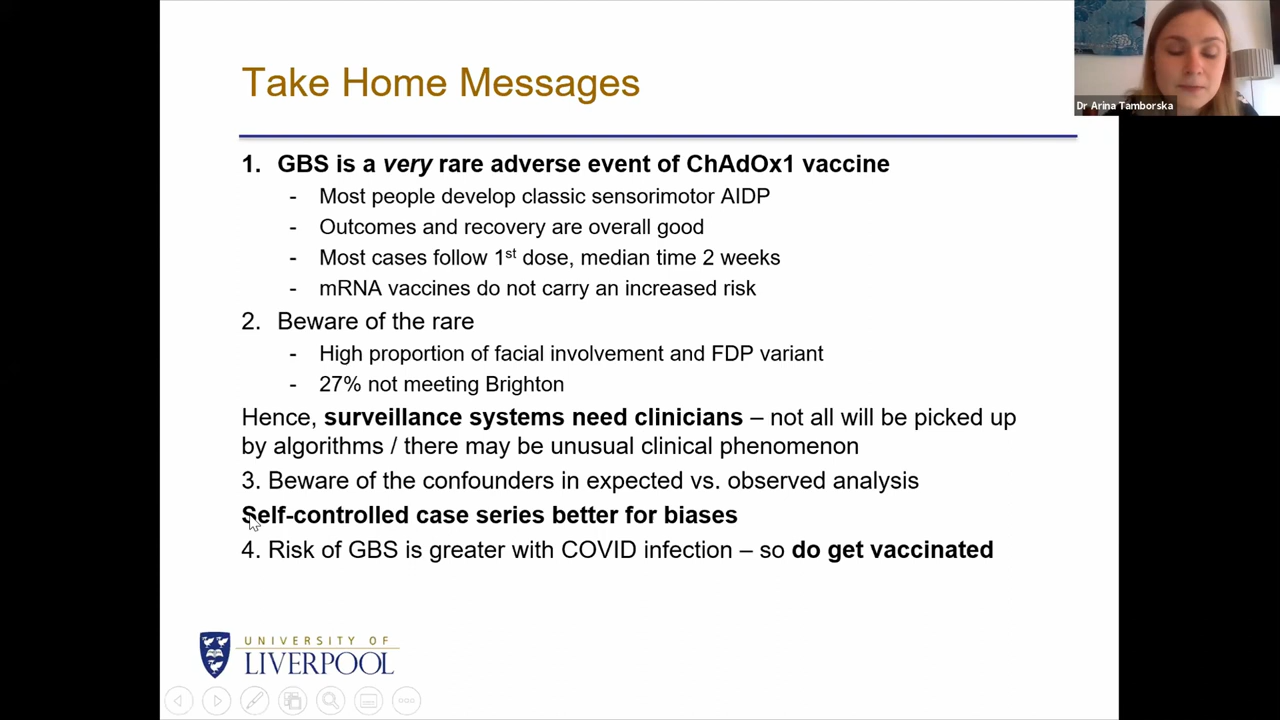 Take Home Messages
Dr Arina Tamborska
1. GBS is a very rare adverse event of ChAdOx1 vaccine
- Most people develop classic sensorimotor AIDP
- Outcomes and recovery are overall good
- Most cases follow 1st dose, median time 2 weeks
- mRNA vaccines do not carry an increased risk
2. Beware of the rare
- High proportion of facial involvement and FDP variant
- 27% not meeting Brighton
Hence, surveillance systems need clinicians – not all will be picked up
by algorithms / there may be unusual clinical phenomenon
3. Beware of the confounders in expected vs. observed analysis
Self-controlled case series better for biases
4. Risk of GBS is greater with COVID infection – so do get vaccinated
UNIVERSITY OF
LIVERPOOL